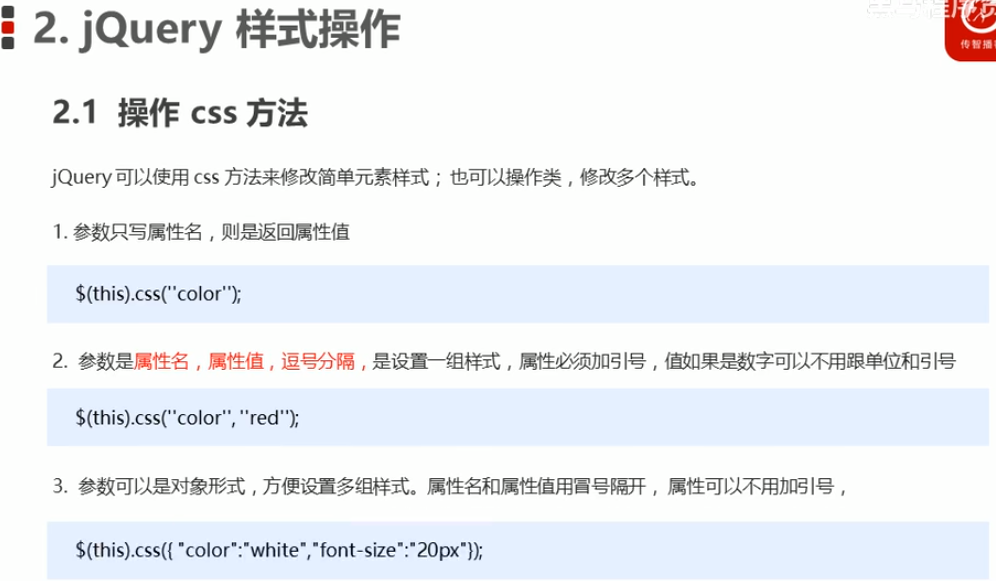 2. jQuery 样式操作
传智播
2.1 操作 css 方法
jQuery 可以使用 css 方法来修改简单元素样式；也可以操作类，修改多个样式。
1. 参数只写属性名，则是返回属性值
$(this).css(''color'');
2. 参数是属性名，属性值，逗号分隔，是设置一组样式，属性必须加引号，值如果是数字可以不用跟单位和引号
$(this).css(''color'', ''red'');
3. 参数可以是对象形式，方便设置多组样式。属性名和属性值用冒号隔开，属性可以不用加引号，
$(this).css({ "color":"white","font-size":"20px"});